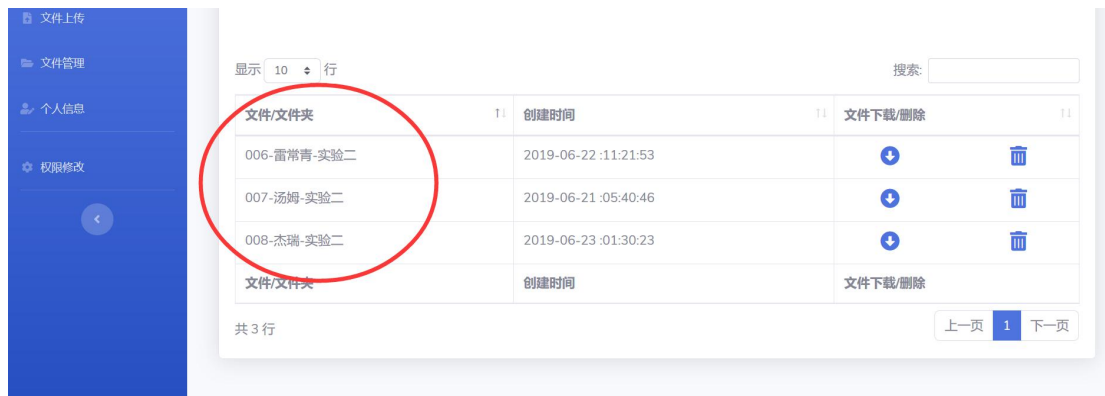 文件上传
文件管理
个人信息
权限修改
显示 10 行
搜索:
文件/文件夹 创建时间 文件下载/删除
006-雷常青-实验二 2019-06-22 :11:21:53
007-汤姆-实验二 2019-06-21 :05:40:46
008-杰瑞-实验二 2019-06-23 :01:30:23
文件/文件夹 创建时间 文件下载/删除
共 3 行
上一页 1 下一页